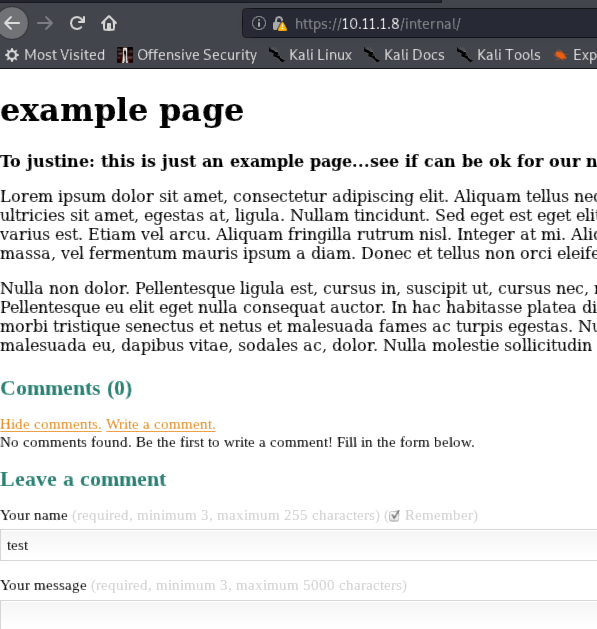 https://10.11.1.8/internal/
Most Visited Offensive Security Kali Linux Kali Docs Kali Tools Exp
example page
To justine: this is just an example page...see if can be ok for our n
Lorem ipsum dolor sit amet, consectetur adipiscing elit. Aliquam tellus nec
ultricies sit amet, egestas at, ligula. Nullam tincidunt. Sed eget est eget elit
varius est. Etiam vel arcu. Aliquam fringilla rutrum nisl. Integer at mi. Aliq
massa, vel fermentum mauris ipsum a diam. Donec et tellus non orci eleife
Nulla non dolor. Pellentesque ligula est, cursus in, suscipit ut, cursus nec, r
Pellentesque eu elit eget nulla consequat auctor. In hac habitasse platea di
morbi tristique senectus et netus et malesuada fames ac turpis egestas. Nu
malesuada eu, dapibus vitae, sodales ac, dolor. Nulla molestie sollicitudin
Comments (0)
Hide comments. Write a comment.
No comments found. Be the first to write a comment! Fill in the form below.
Leave a comment
Your name (required, minimum 3, maximum 255 characters) ( Remember)
test
Your message (required, minimum 3, maximum 5000 characters)